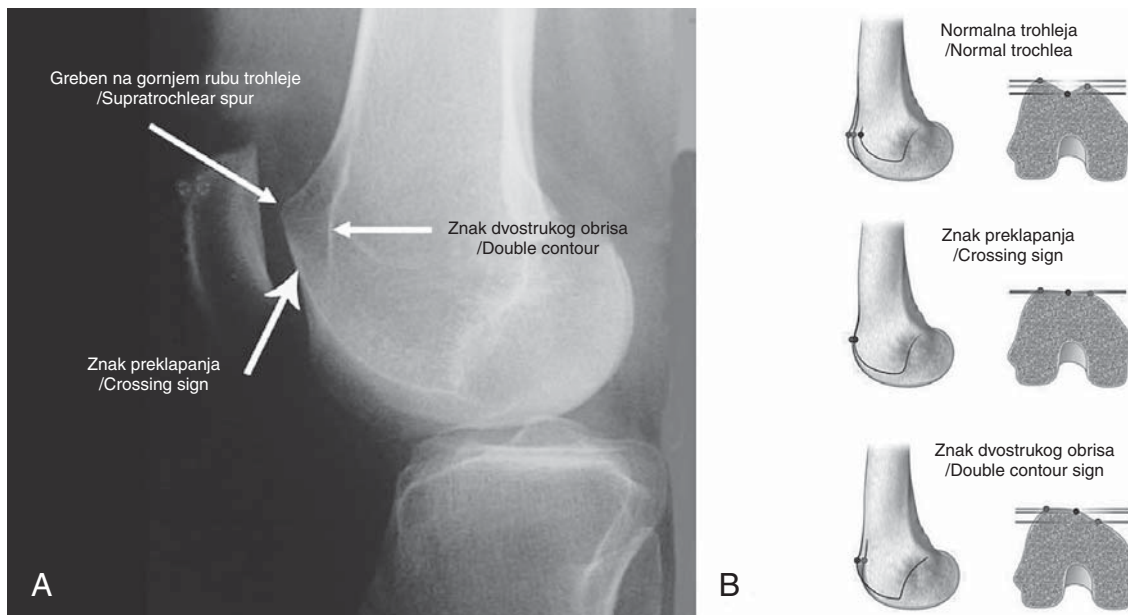 Greben na gornjem rubu trohleje
/Supratrochlear spur
Znak dvostrukog obrisa
/Double contour
Znak preklapanja
/Crossing sign
A
Normalna trohleja
/Normal trochlea
Znak preklapanja
/Crossing sign
Znak dvostrukog obrisa
/Double contour sign
B